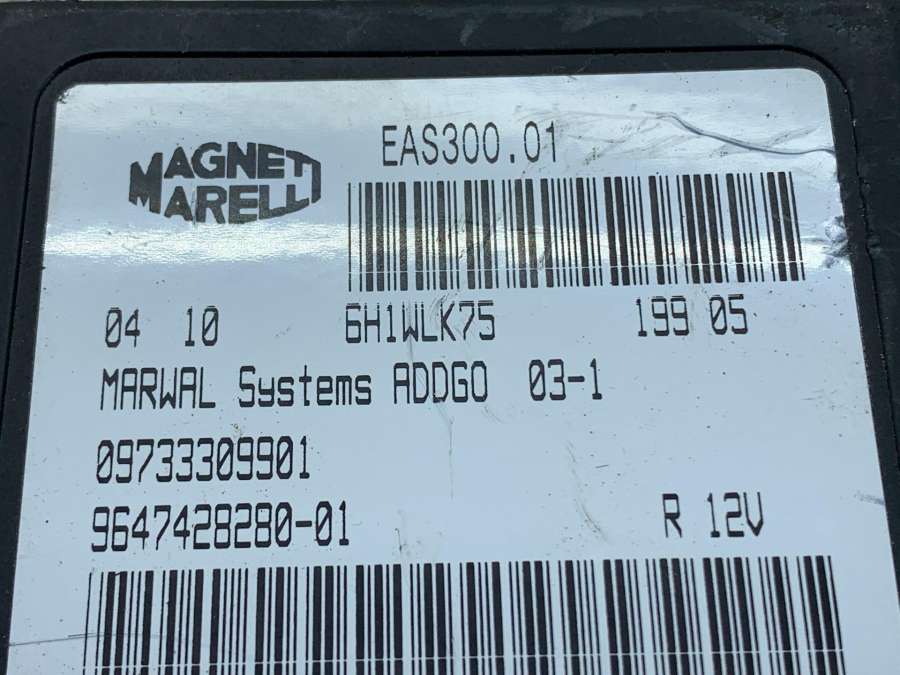 MAGNETI
MARELLI
EAS300.01
04 10 6H1WLK75 199 05
MARWAL Systems ADDGO 03-1
09733309901
9647428280-01 R 12V